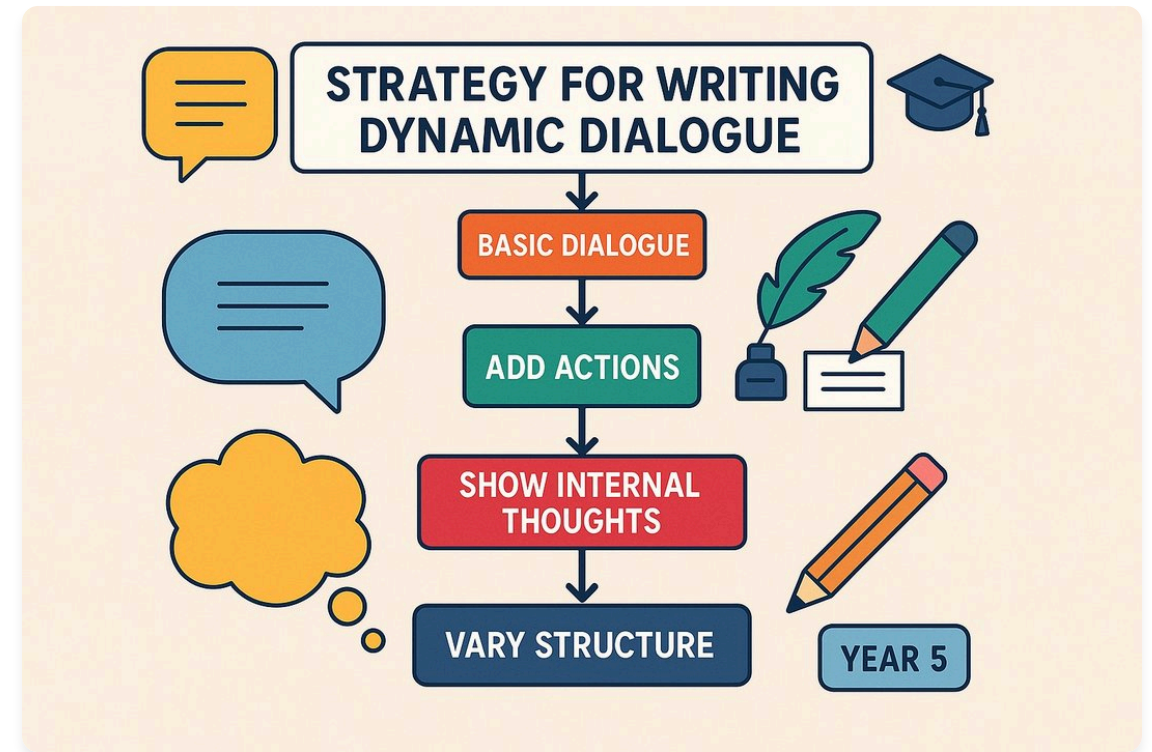 STRATEGY FOR WRITING
DYNAMIC DIALOGUE
BASIC DIALOGUE
ADD ACTIONS
SHOW INTERNAL
THOUGHTS
VARY STRUCTURE
YEAR 5